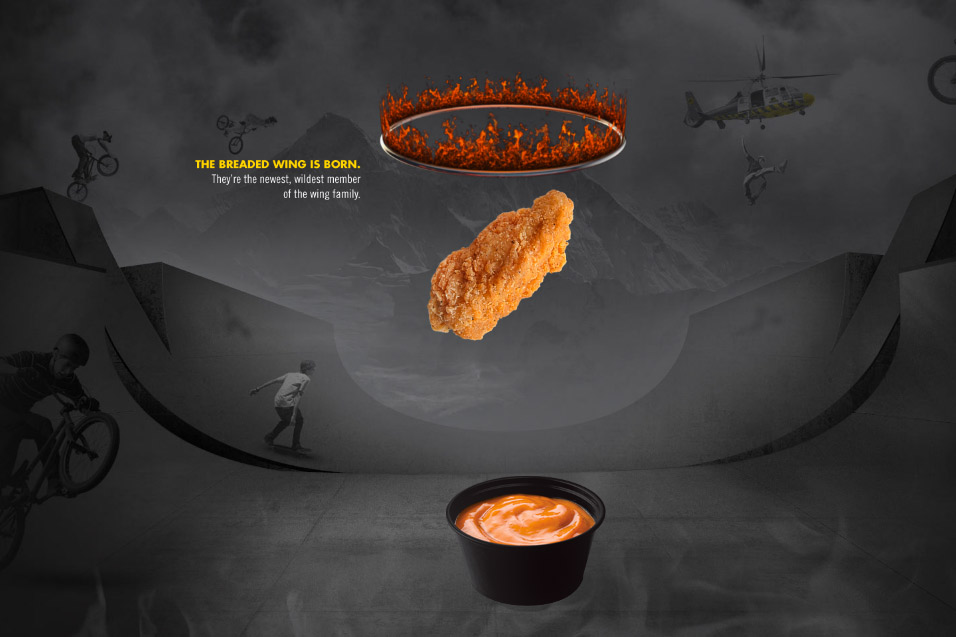 THE BREADED WING IS BORN.
They're the newest, wildest member
of the wing family.